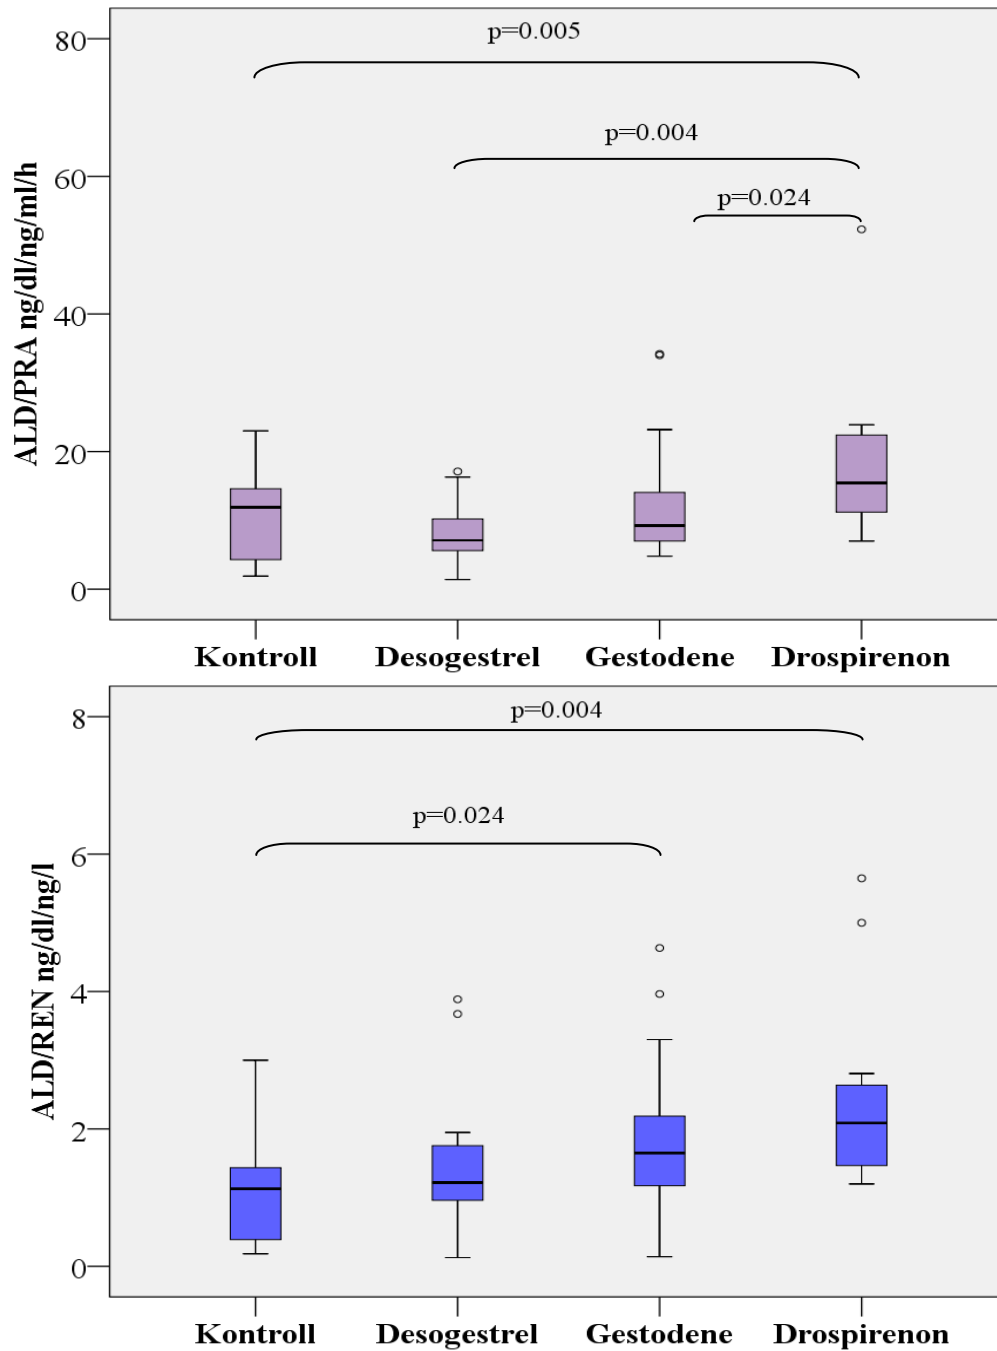 p=0.005
80
p=0.004
60
p=0.024
ALD/PRA ng/dl/ng/ml/h
40
20
0
Kontroll Desogestrel Gestodene Drospirenon
8
p=0.004
p=0.024
6
ALD/REN ng/dl/ng/l
4
2
0
Kontroll Desogestrel Gestodene Drospirenon